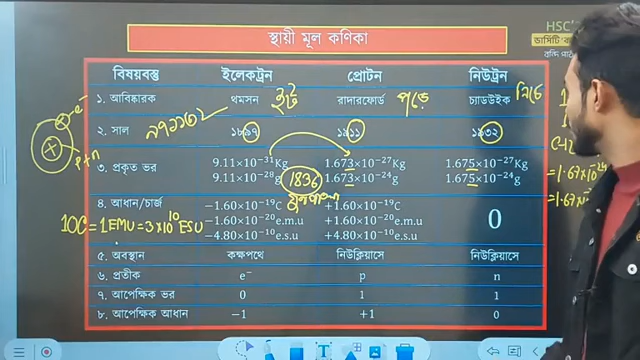 স্থায়ী মূল কণিকা
HSC
ভার্সিটি
বিষয়বস্তু ইলেকট্রন প্রোটন নিউট্রন
১. আবিষ্কারক থমসন রাদারফোর্ড চ্যাডউইক
২. সাল ১৮৯৭ ১৯১১ ১৯৩২
৩. প্রকৃত ভর 9.11×10⁻³¹Kg 1.673×10⁻²⁷Kg 1.675×10⁻²⁷Kg
9.11×10⁻²⁸g 1.673×10⁻²⁴g 1.675×10⁻²⁴g
1836
৪. আধান/চার্জ −1.60×10⁻¹⁹C +1.60×10⁻¹⁹C 0
−1.60×10⁻²⁰e.m.u +1.60×10⁻²⁰e.m.u
−4.80×10⁻¹⁰e.s.u +4.80×10⁻¹⁰e.s.u
10C=1EMU=3×10¹⁰ESU
৫. অবস্থান কক্ষপথে নিউক্লিয়াসে নিউক্লিয়াসে
৬. প্রতীক e⁻ p n
৭. আপেক্ষিক ভর 0 1 1
৮. আপেক্ষিক আধান −1 +1 0
e⁻
p+n